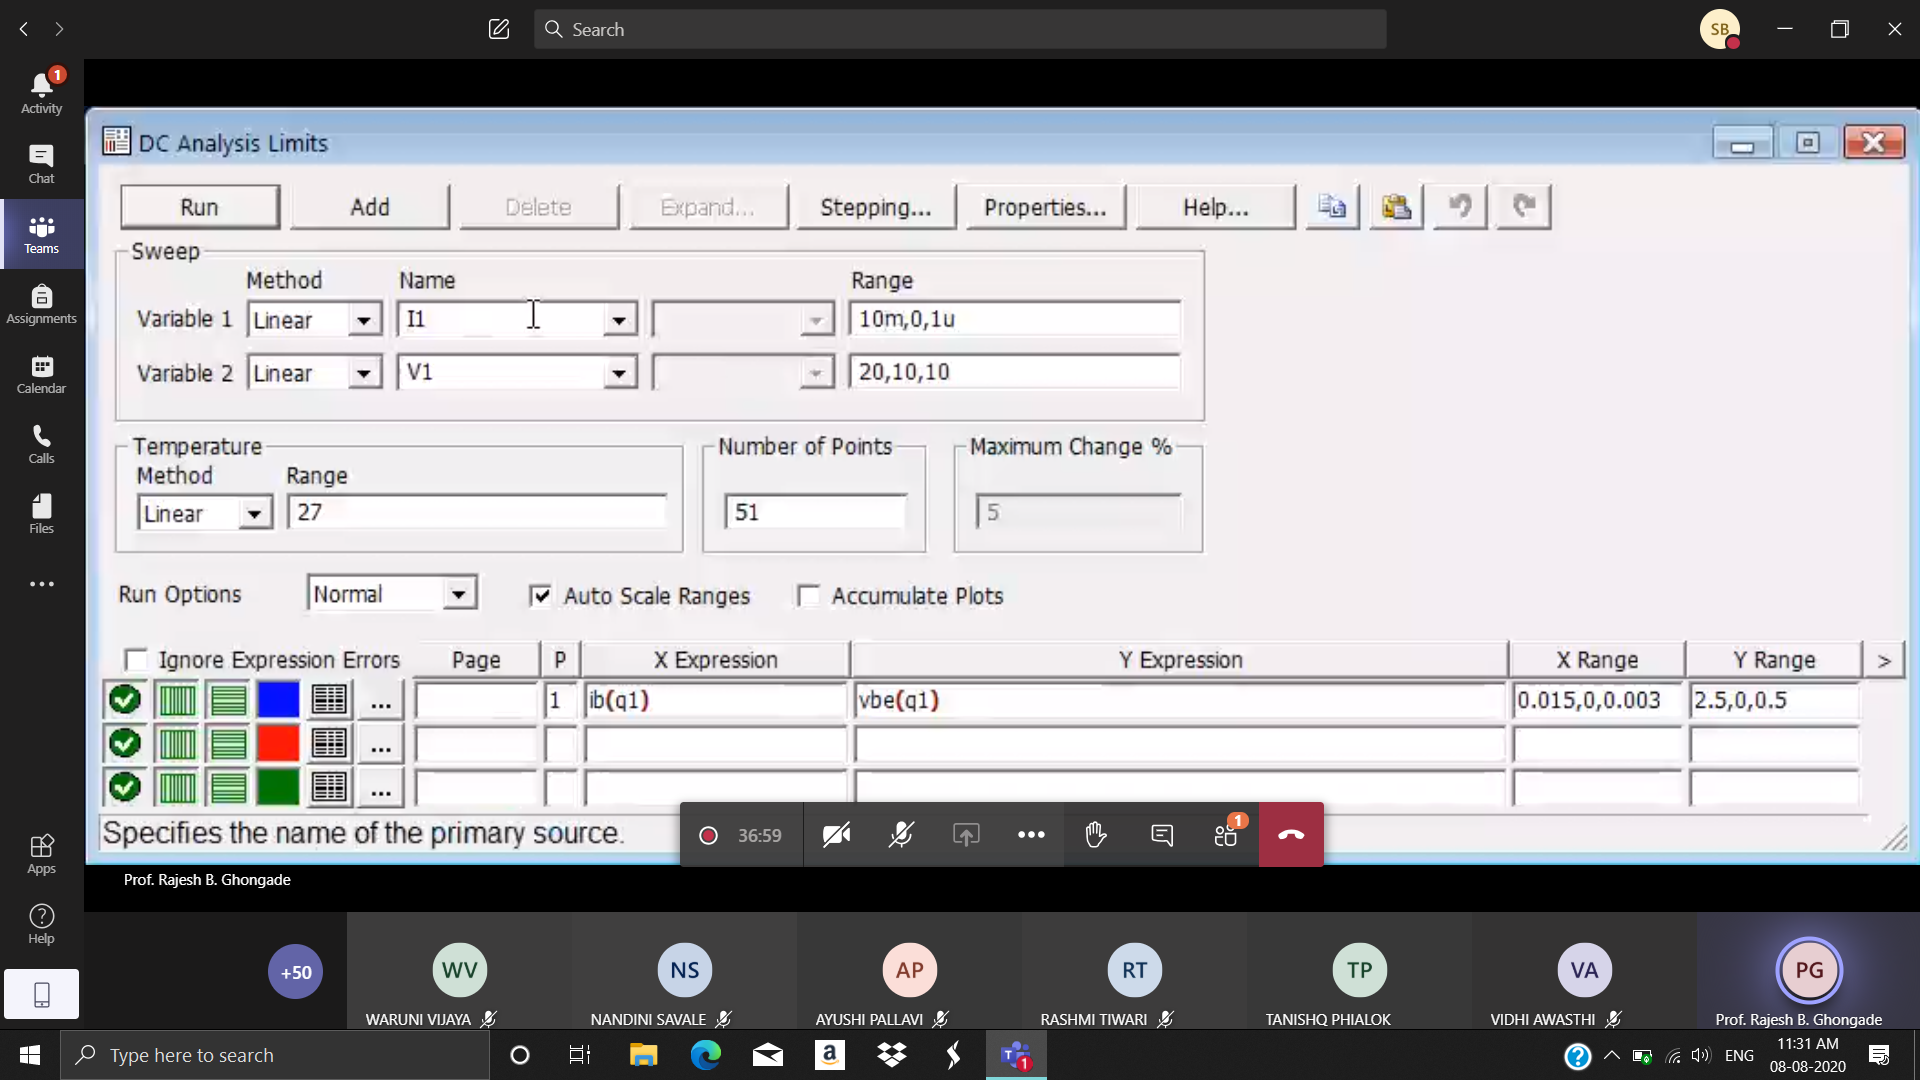 Search
SB
1
Activity
Chat
Teams
Assignments
Calendar
Calls
Files
Apps
Help
DC Analysis Limits
Run Add Delete Expand... Stepping... Properties... Help...
Sweep
Method Name Range
Variable 1 Linear I1 10m,0,1u
Variable 2 Linear V1 20,10,10
Temperature Number of Points Maximum Change %
Method Range
Linear 27 51 5
Run Options Normal Auto Scale Ranges Accumulate Plots
Ignore Expression Errors Page P X Expression Y Expression X Range Y Range >
... 1 ib(q1) vbe(q1) 0.015,0,0.003 2.5,0,0.5
...
...
Specifies the name of the primary source.
36:59 1
Prof. Rajesh B. Ghongade
+50 WV NS AP RT TP VA PG
WARUNI VIJAYA NANDINI SAVALE AYUSHI PALLAVI RASHMI TIWARI TANISHQ PHIALOK VIDHI AWASTHI Prof. Rajesh B. Ghongade
Type here to search a 1 ? ENG 11:31 AM
08-08-2020